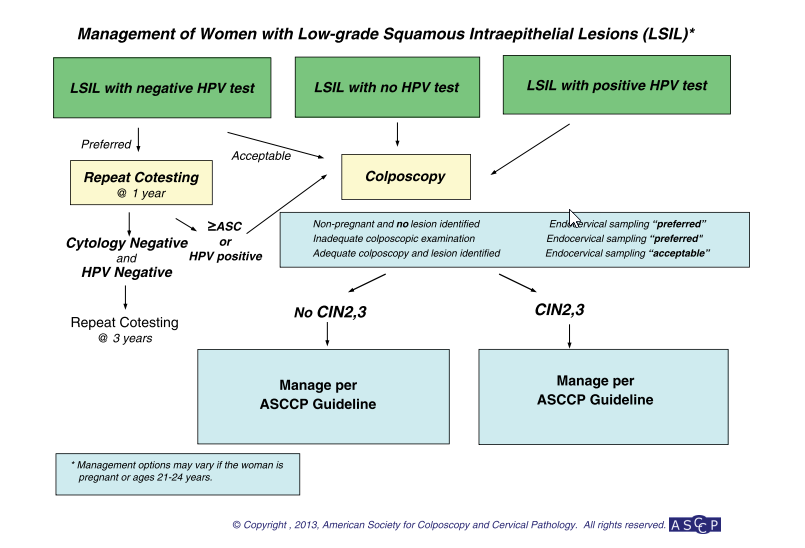 Management of Women with Low-grade Squamous Intraepithelial Lesions (LSIL)*
LSIL with negative HPV test
LSIL with no HPV test
LSIL with positive HPV test
Preferred
Acceptable
Repeat Cotesting
@ 1 year
Colposcopy
≥ASC
or
HPV positive
Cytology Negative
and
HPV Negative
Repeat Cotesting
@ 3 years
Non-pregnant and no lesion identified Endocervical sampling “preferred”
Inadequate colposcopic examination Endocervical sampling “preferred"
Adequate colposcopy and lesion identified Endocervical sampling “acceptable”
No CIN2,3
CIN2,3
Manage per
ASCCP Guideline
Manage per
ASCCP Guideline
* Management options may vary if the woman is
pregnant or ages 21-24 years.
© Copyright , 2013, American Society for Colposcopy and Cervical Pathology. All rights reserved. ASCCP